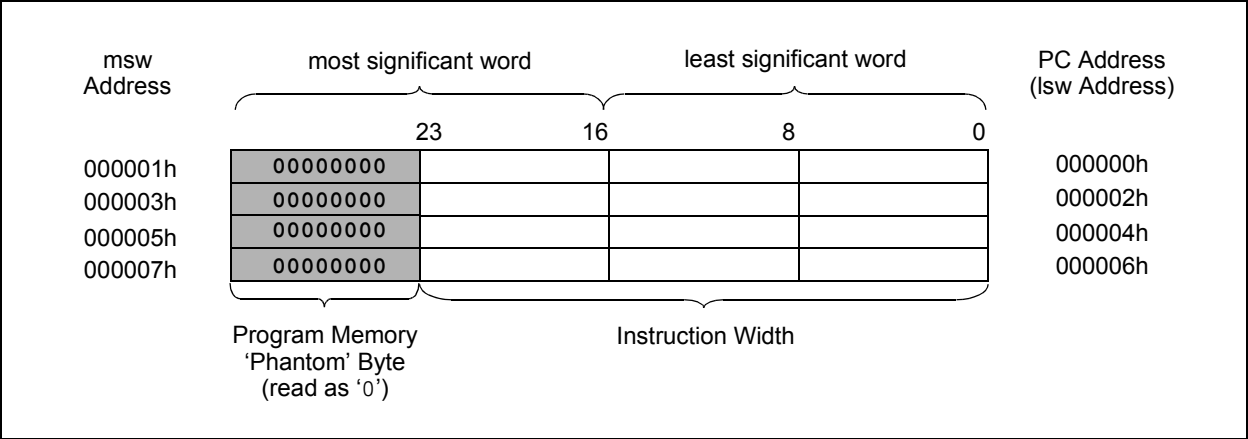 msw
Address
most significant word
least significant word
PC Address
(lsw Address)
23
16
8
0
000001h
00000000
000000h
000003h
00000000
000002h
000005h
00000000
000004h
000007h
00000000
000006h
Program Memory
‘Phantom’ Byte
(read as ‘0’)
Instruction Width